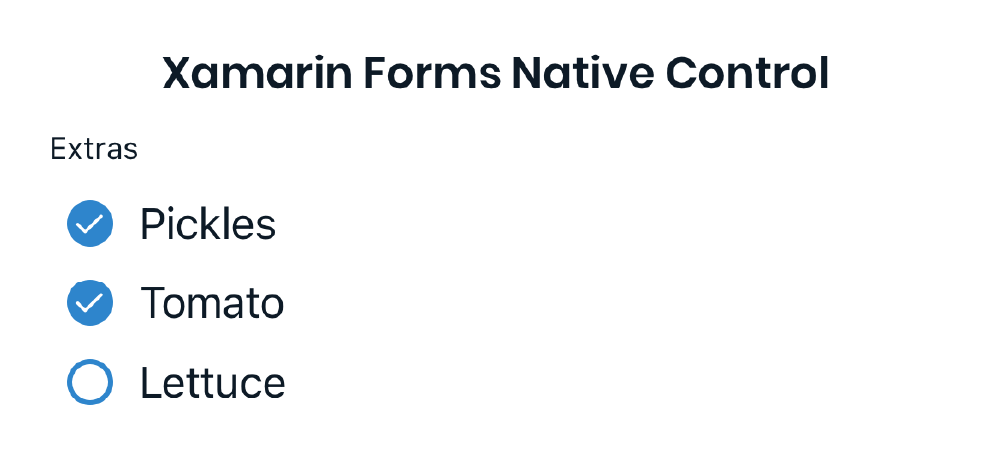 Xamarin Forms Native Control
Extras
Pickles
Tomato
Lettuce